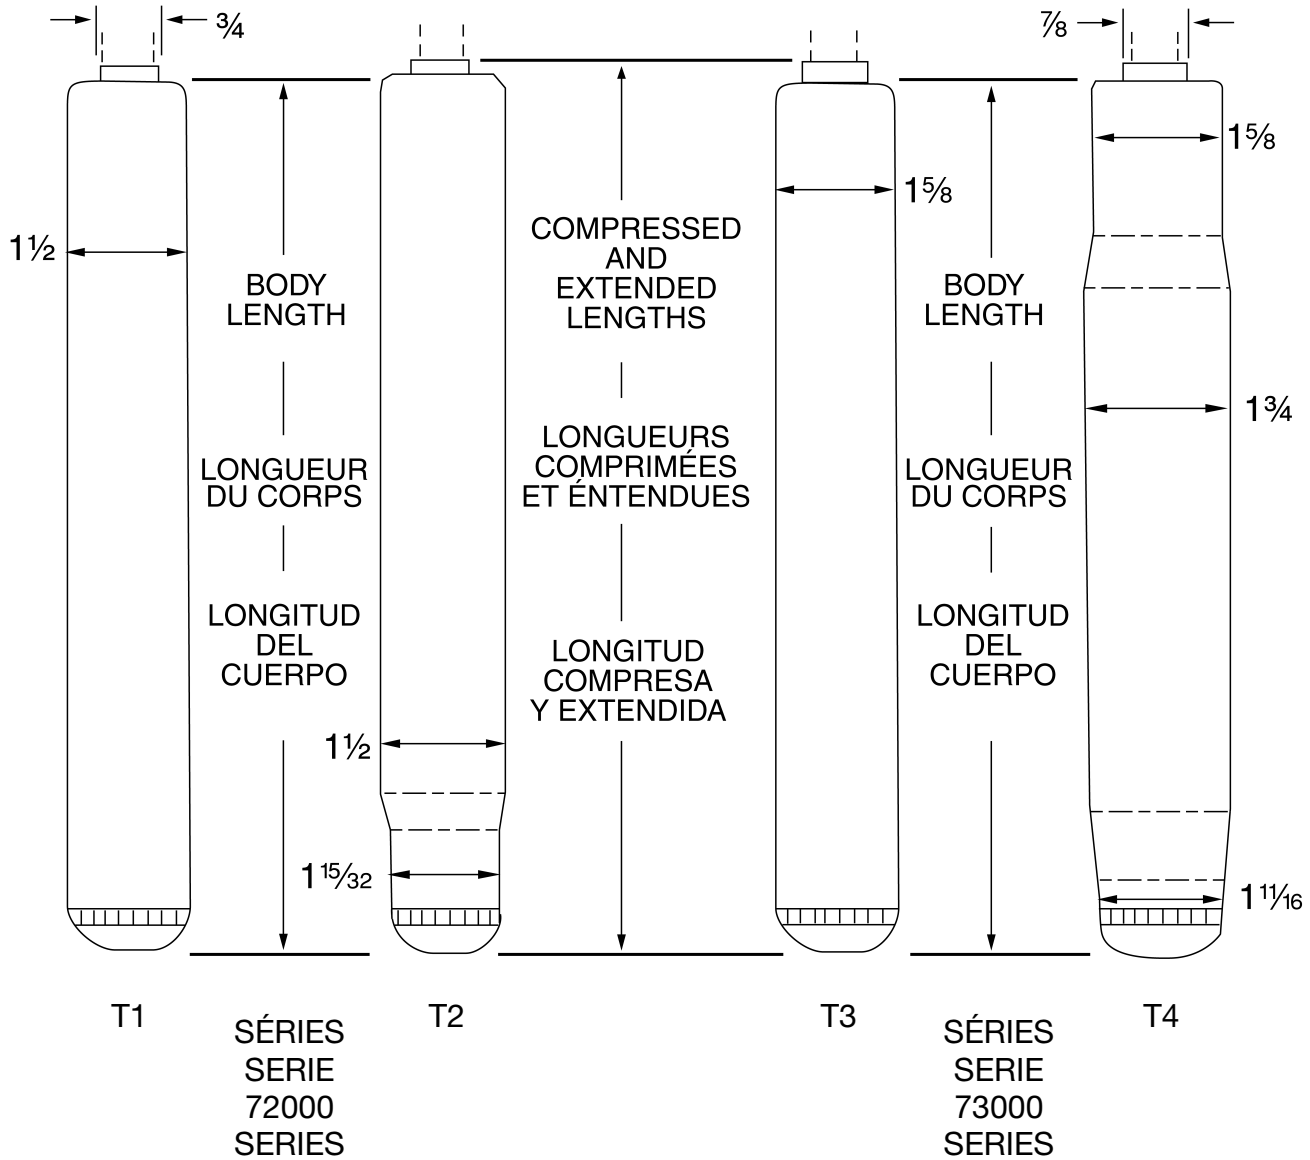 ¾
⅞
1⅝
1⅝
1½
BODY
LENGTH
COMPRESSED
AND
EXTENDED
LENGTHS
BODY
LENGTH
1¾
LONGUEUR
DU CORPS
LONGUEURS
COMPRIMÉES
ET ÉNTENDUES
LONGUEUR
DU CORPS
LONGITUD
DEL
CUERPO
LONGITUD
COMPRESA
Y EXTENDIDA
LONGITUD
DEL
CUERPO
1½
1 15/32
1 11/16
T1
T2
T3
T4
SÉRIES
SERIE
72000
SERIES
SÉRIES
SERIE
73000
SERIES